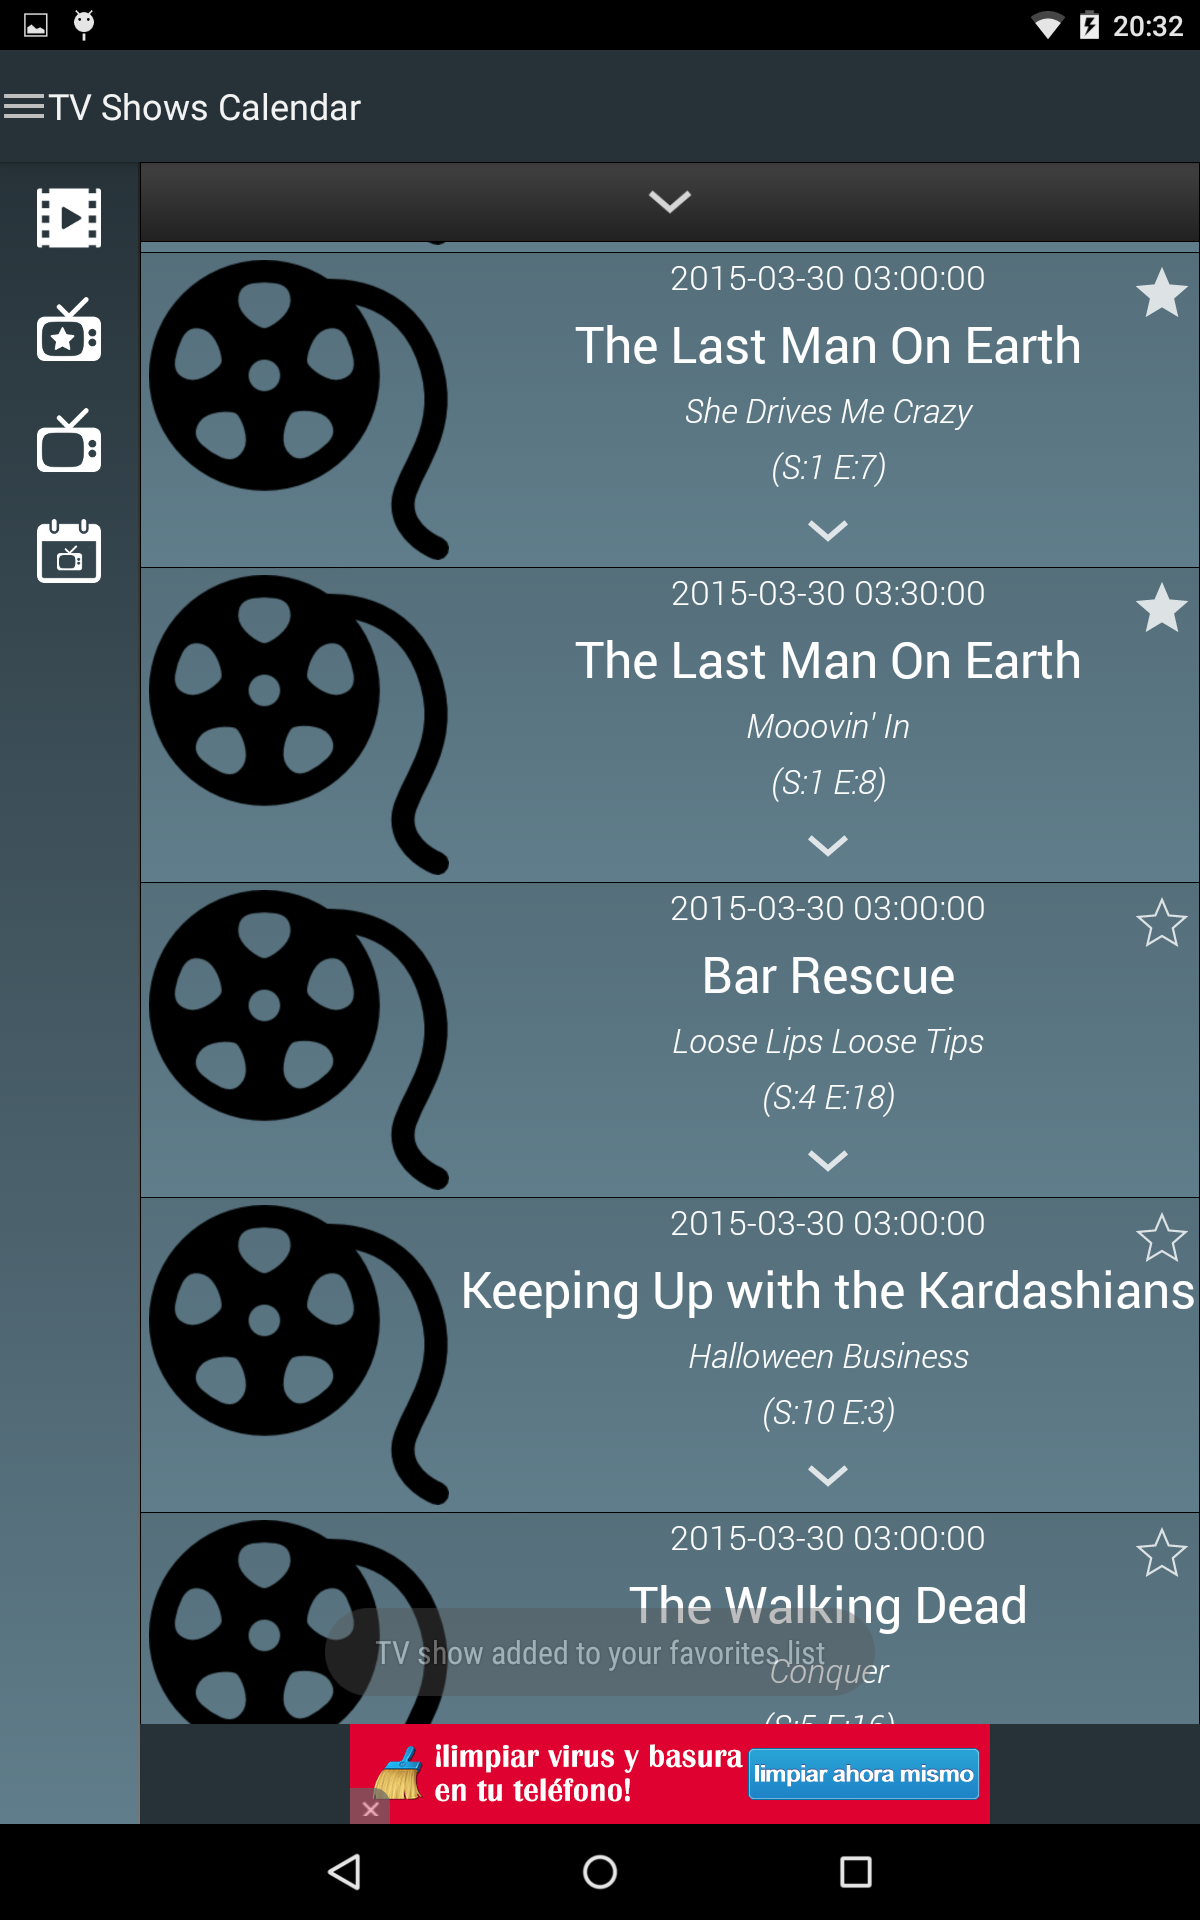 20:32
TV Shows Calendar
2015-03-30 03:00:00
The Last Man On Earth
She Drives Me Crazy
(S:1 E:7)
2015-03-30 03:30:00
The Last Man On Earth
Mooovin' In
(S:1 E:8)
2015-03-30 03:00:00
Bar Rescue
Loose Lips Loose Tips
(S:4 E:18)
2015-03-30 03:00:00
Keeping Up with the Kardashians
Halloween Business
(S:10 E:3)
2015-03-30 03:00:00
The Walking Dead
TV show added to your favorites list
Conquer
(S:5 E:16)
¡limpiar virus y basura
en tu teléfono!
limpiar ahora mismo